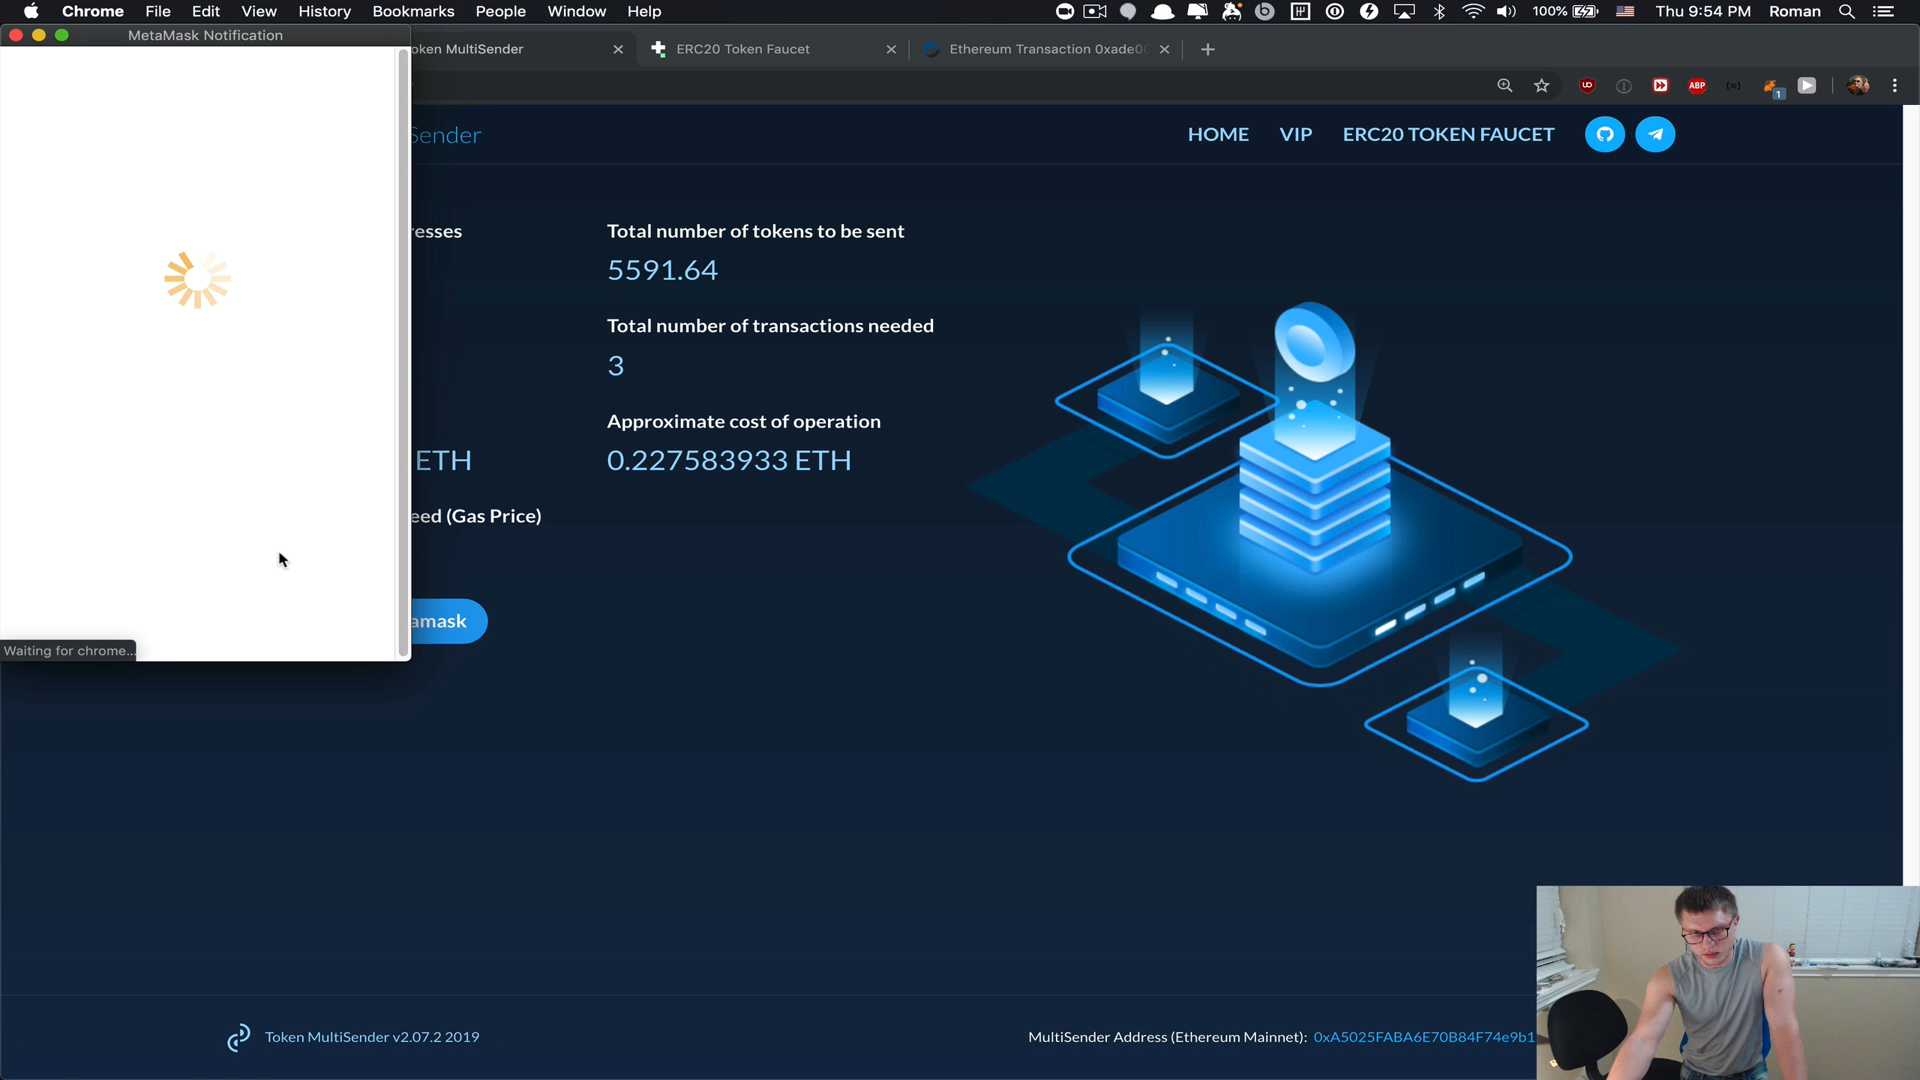 Chrome File Edit View History Bookmarks People Window Help 100% Thu 9:54 PM Roman
MetaMask Notification
oken MultiSender
ERC20 Token Faucet
Ethereum Transaction 0xade0
ABP
1
Sender
HOME VIP ERC20 TOKEN FAUCET
resses
Total number of tokens to be sent
5591.64
Total number of transactions needed
3
Approximate cost of operation
ETH
0.227583933 ETH
eed (Gas Price)
amask
Waiting for chrome...
Token MultiSender v2.07.2 2019
MultiSender Address (Ethereum Mainnet): 0xA5025FABA6E70B84F74e9b1